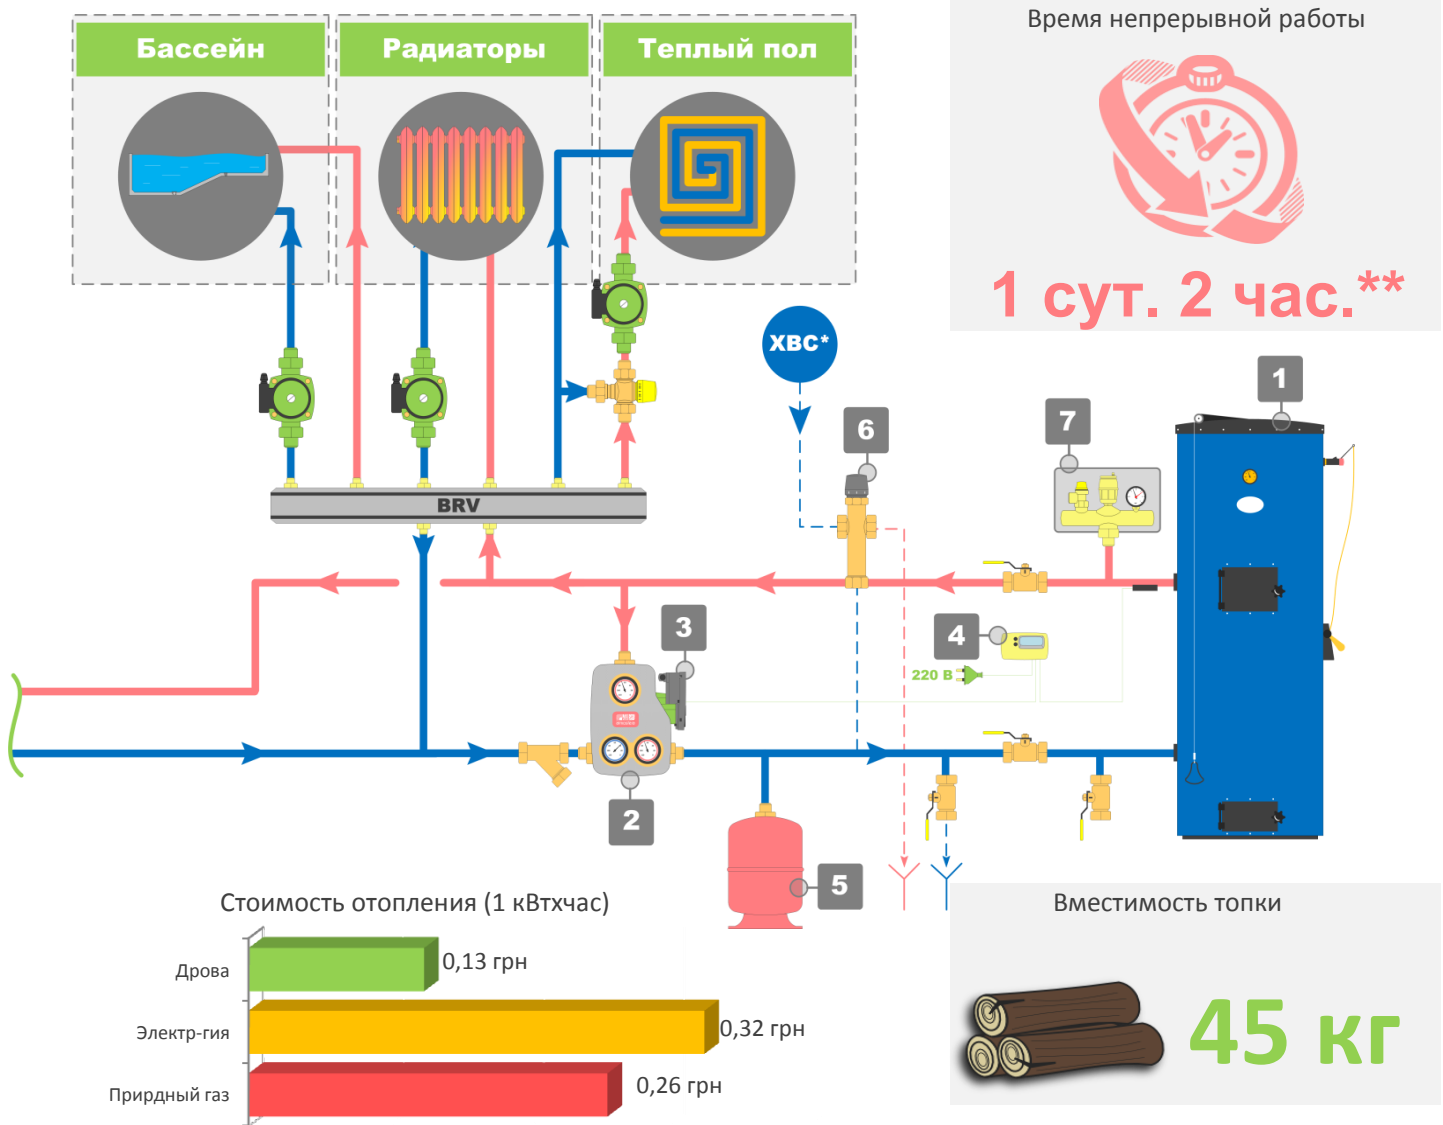 Время непрерывной работы
Бассейн
Радиаторы
Теплый пол
1 сут. 2 час.**
ХВС*
1
6
7
BRV
3
4
220 В
2
5
Стоимость отопления (1 кВтхчас)
Дрова
0,13 грн
Электр-гия
0,32 грн
Прирдный газ
0,26 грн
Вместимость топки
45 кг